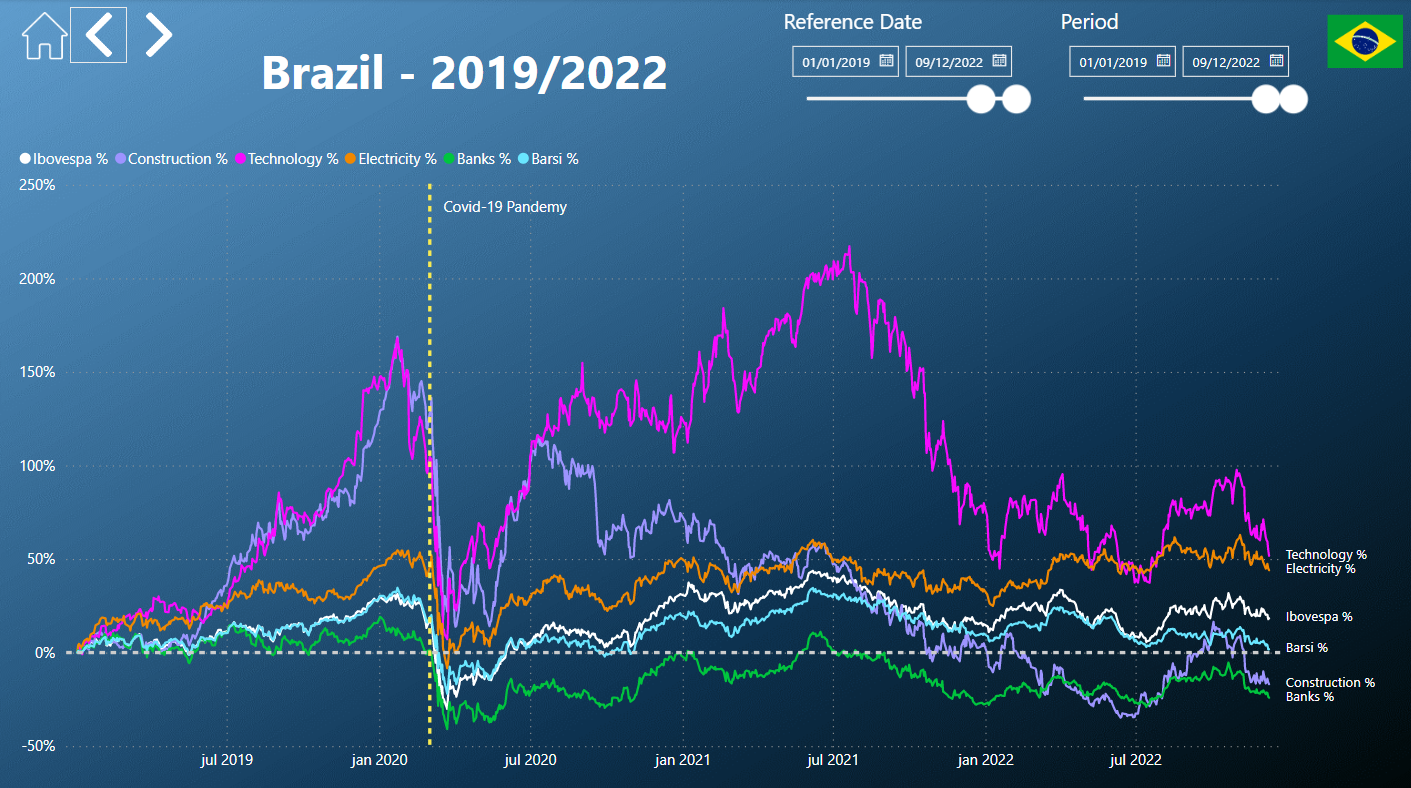 Reference Date
Period
01/01/2019
09/12/2022
01/01/2019
09/12/2022
Brazil - 2019/2022
Ibovespa % Construction % Technology % Electricity % Banks % Barsi %
250%
Covid-19 Pandemy
200%
150%
100%
50%
0%
-50%
Technology %
Electricity %
Ibovespa %
Barsi %
Construction %
Banks %
jul 2019
jan 2020
jul 2020
jan 2021
jul 2021
jan 2022
jul 2022